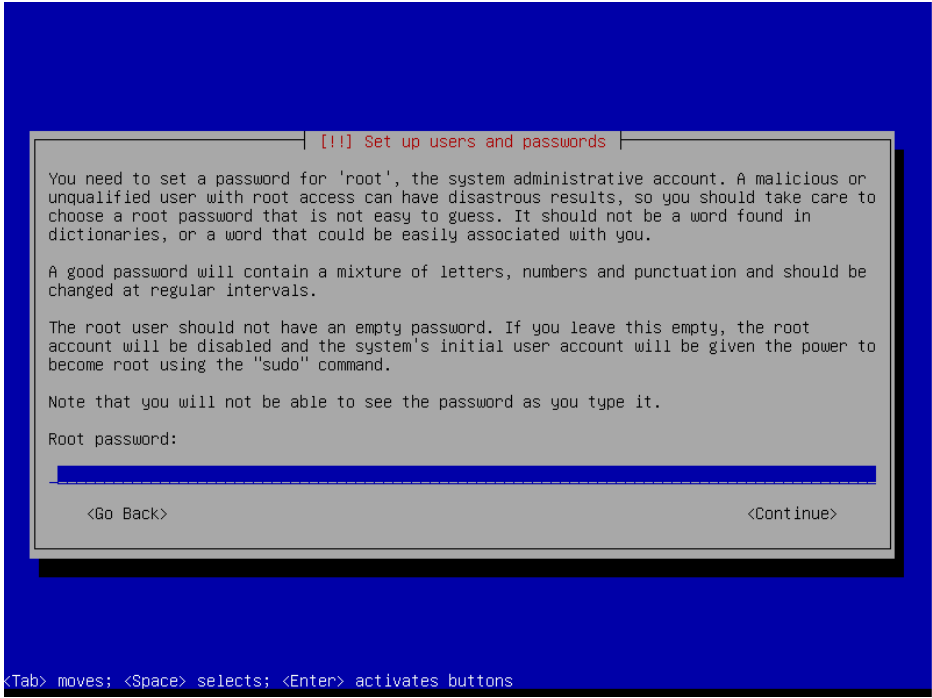 [!!] Set up users and passwords
You need to set a password for 'root', the system administrative account. A malicious or
unqualified user with root access can have disastrous results, so you should take care to
choose a root password that is not easy to guess. It should not be a word found in
dictionaries, or a word that could be easily associated with you.
A good password will contain a mixture of letters, numbers and punctuation and should be
changed at regular intervals.
The root user should not have an empty password. If you leave this empty, the root
account will be disabled and the system's initial user account will be given the power to
become root using the "sudo" command.
Note that you will not be able to see the password as you type it.
Root password:
<Go Back> <Continue>
<Tab> moves; <Space> selects; <Enter> activates buttons